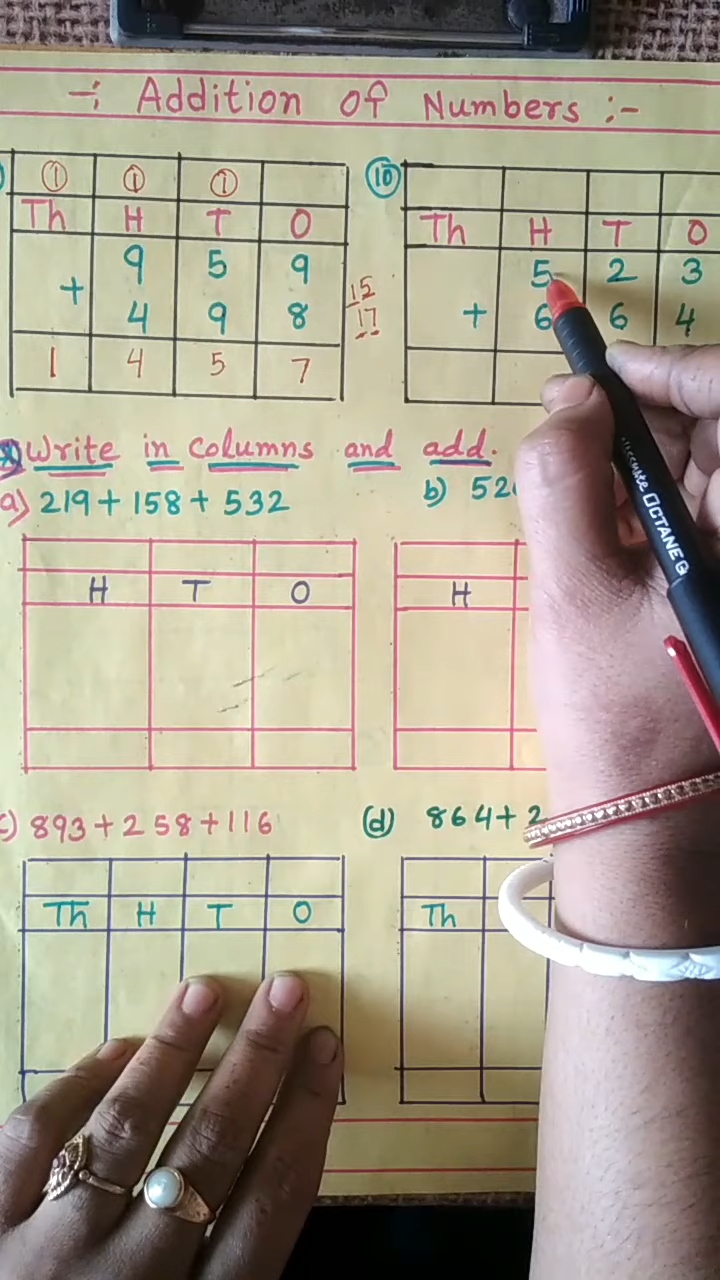 -: Addition of Numbers :-
① ① ①
Th H T O
9 5 9
+ 4 9 8
1 4 5 7
15
17
⑩
Th H T O
5 2 3
+ 6 6 4
Write in columns and add.
a) 219 + 158 + 532
H T O
b) 52
H
c) 893 + 258 + 116
Th H T O
(d) 864 + 2
Th
OCTANE G